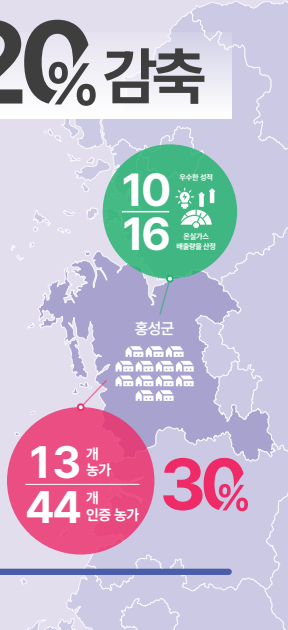 20% 감축
10
16
우수한 성적
온실가스
배출량을 산정
홍성군
13 개
농가
44 개
인증 농가
30%